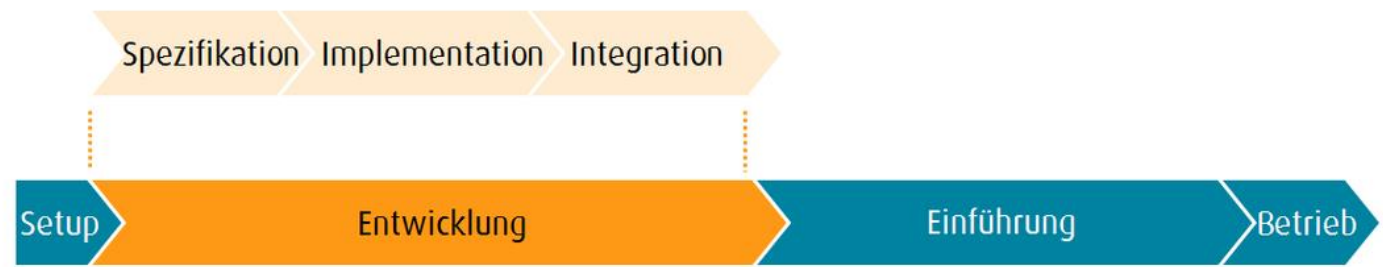 Spezifikation Implementation Integration
Setup Entwicklung Einführung Betrieb